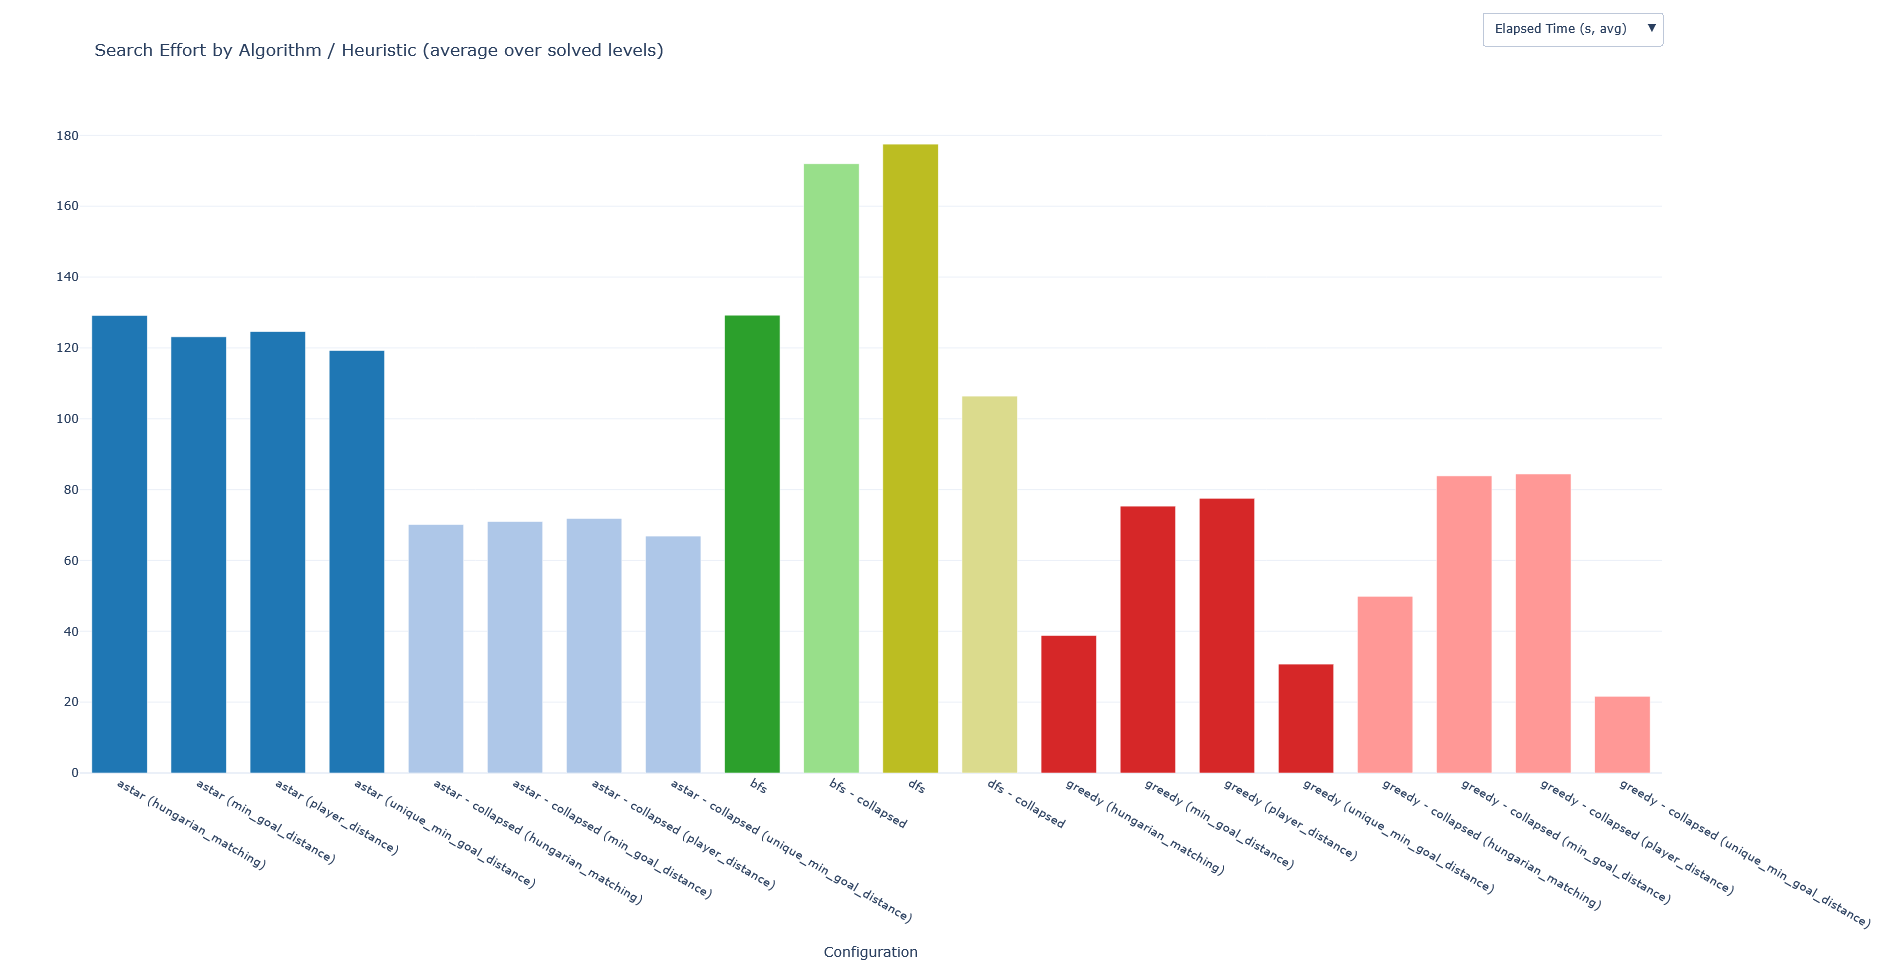 Elapsed Time (s, avg) ▼
Search Effort by Algorithm / Heuristic (average over solved levels)
180
160
140
120
100
80
60
40
20
0
astar (hungarian_matching)
astar (min_goal_distance)
astar (player_distance)
astar (unique_min_goal_distance)
astar - collapsed (hungarian_matching)
astar - collapsed (min_goal_distance)
astar - collapsed (player_distance)
astar - collapsed (unique_min_goal_distance)
bfs
bfs - collapsed
dfs
dfs - collapsed
greedy (hungarian_matching)
greedy (min_goal_distance)
greedy (player_distance)
greedy (unique_min_goal_distance)
greedy - collapsed (hungarian_matching)
greedy - collapsed (min_goal_distance)
greedy - collapsed (player_distance)
greedy - collapsed (unique_min_goal_distance)
Configuration